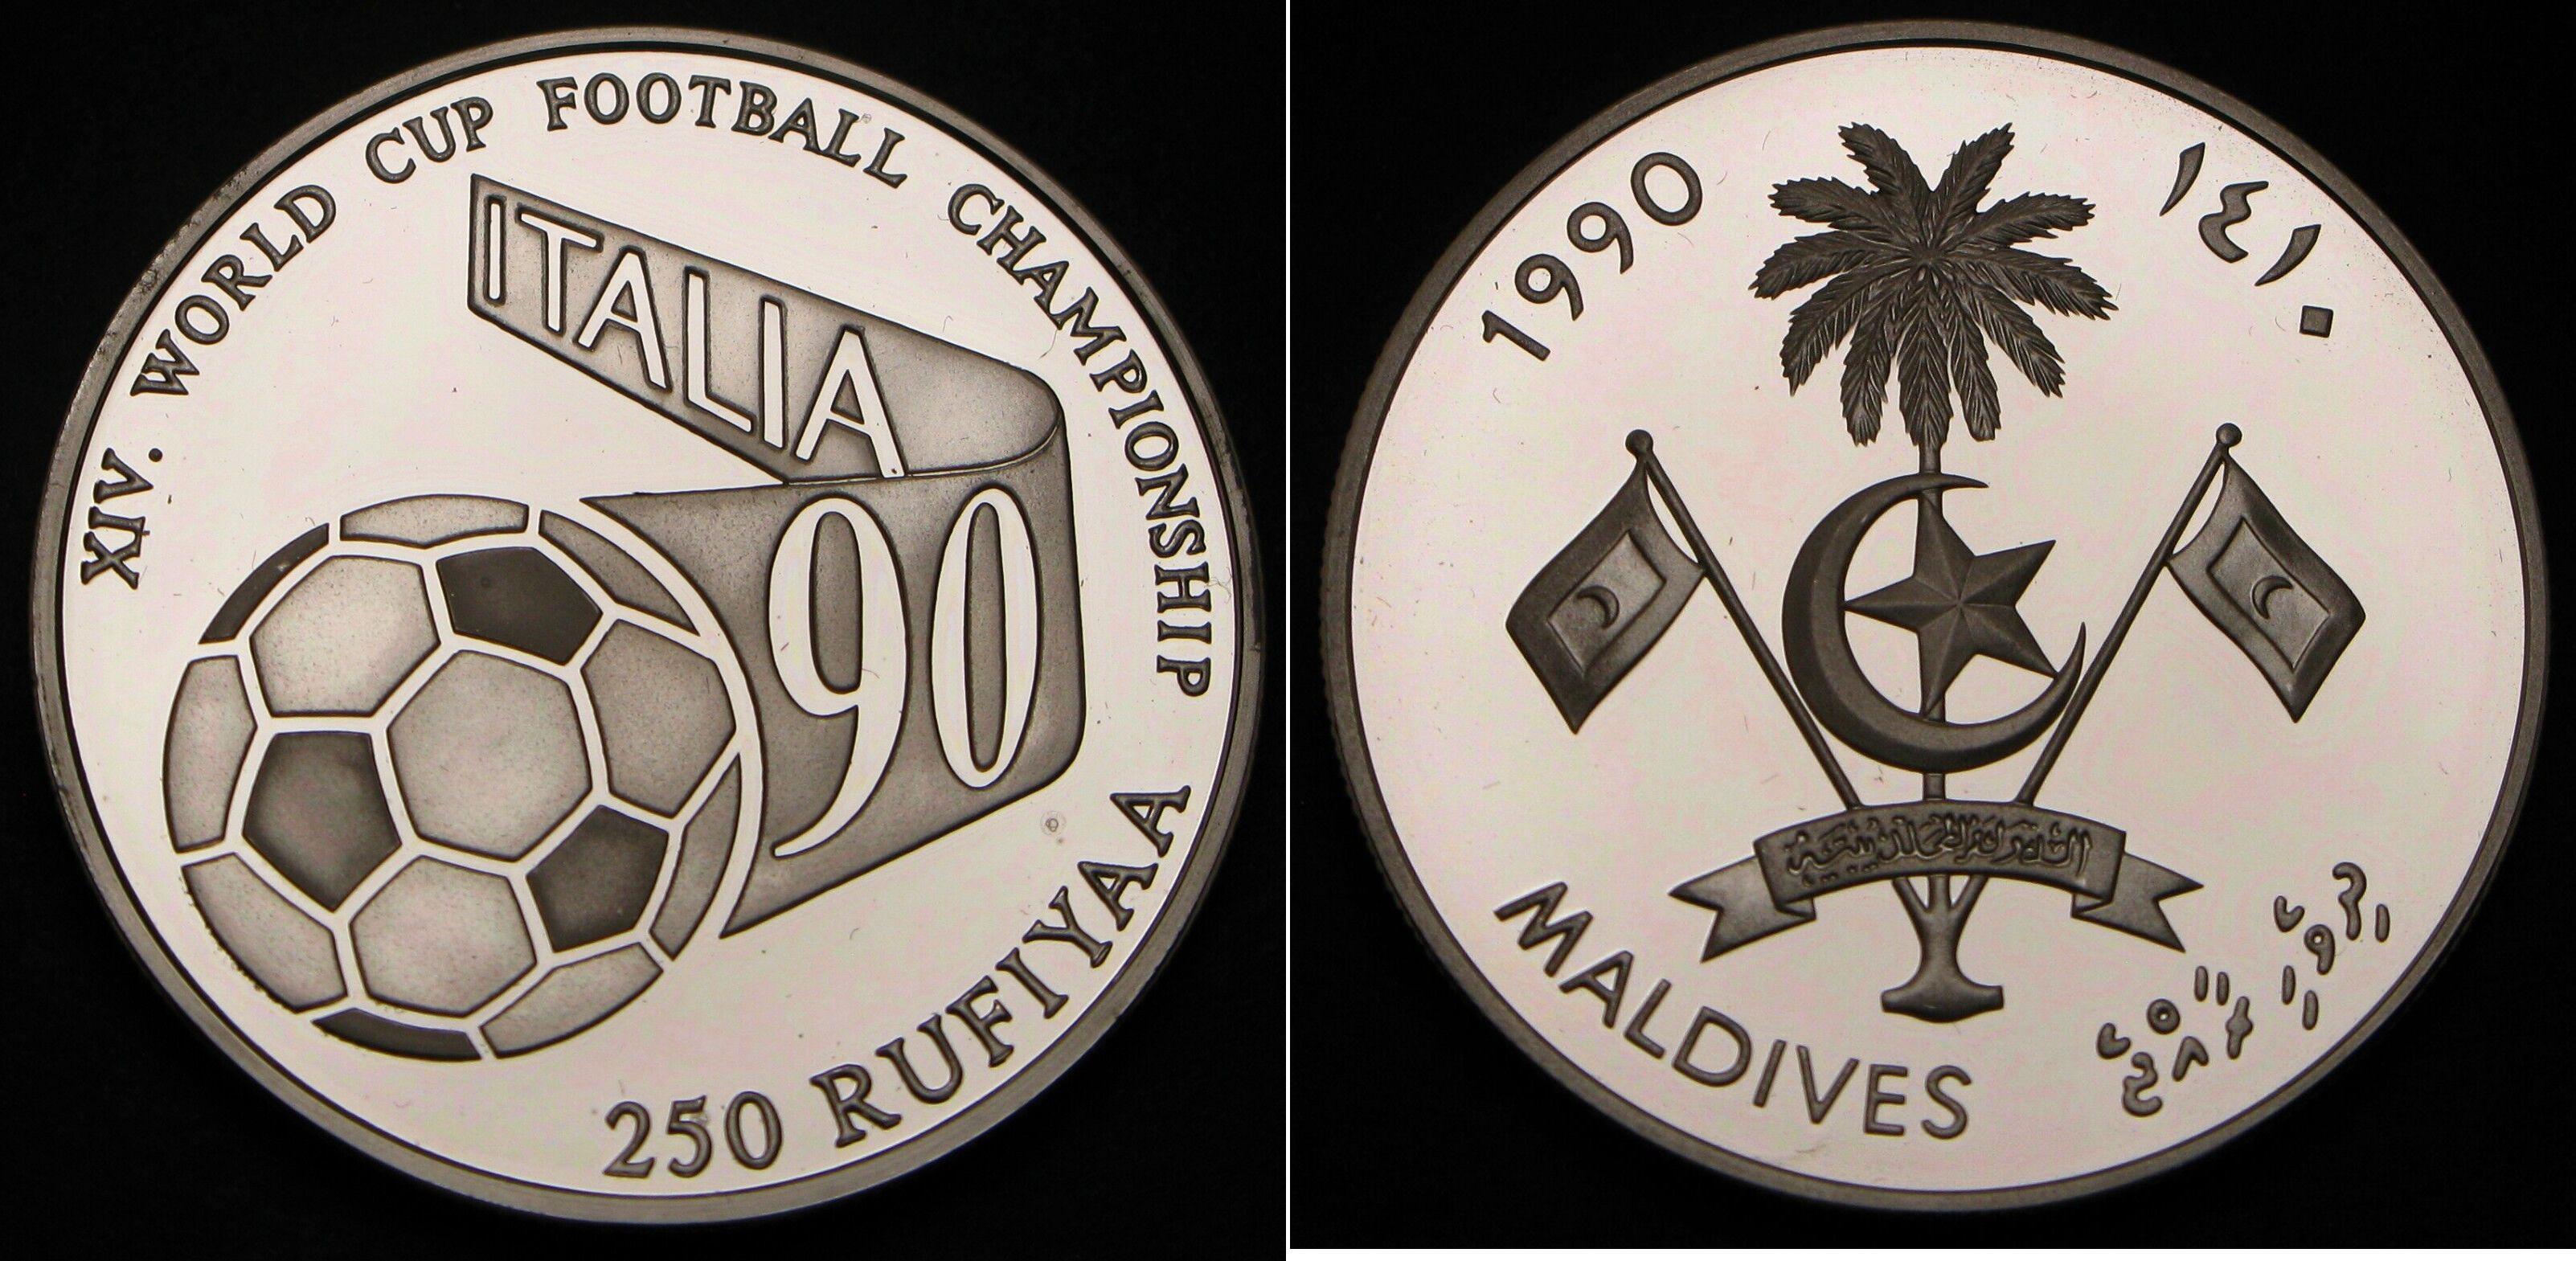 XIV. WORLD CUP FOOTBALL CHAMPIONSHIP
ITALIA
90
250 RUFIYAA
1990
١٤١٠
MALDIVES